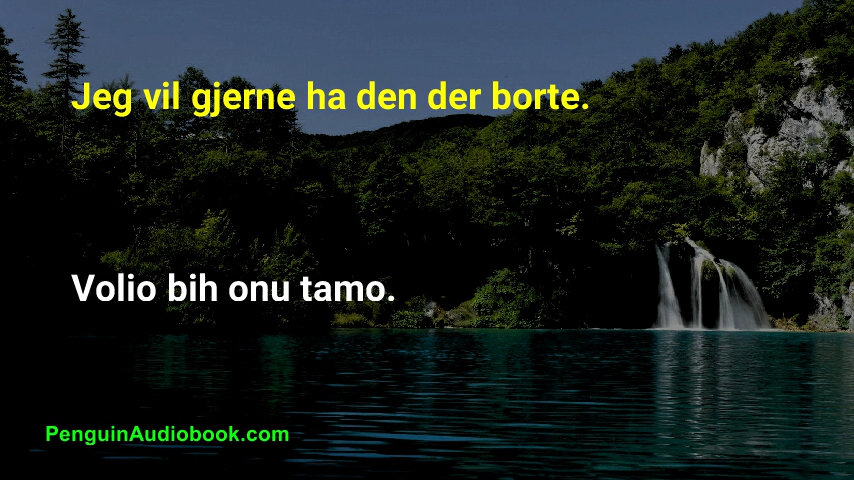 Jeg vil gjerne ha den der borte.
Volio bih onu tamo.
PenguinAudiobook.com